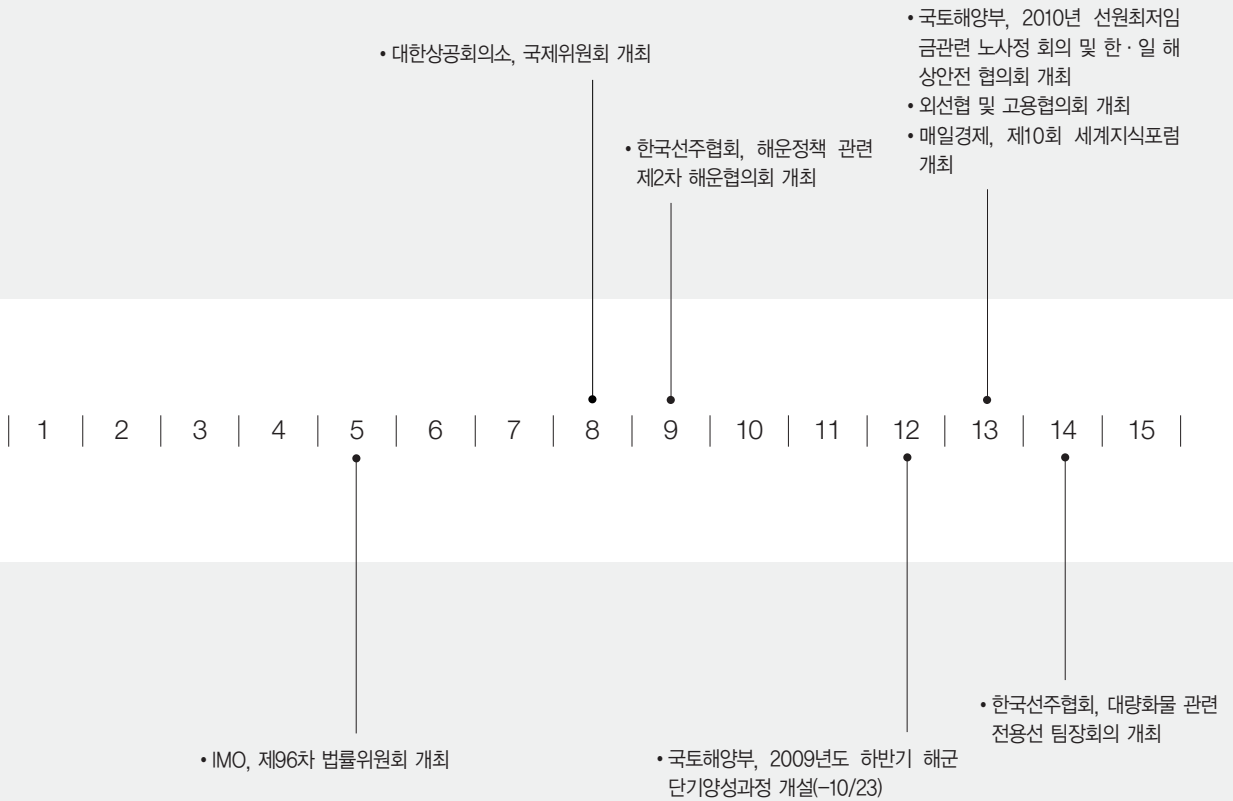 • 대한상공회의소, 국제위원회 개최
• 한국선주협회, 해운정책 관련
제2차 해운협의회 개최
• 국토해양부, 2010년 선원최저임
금관련 노사정 회의 및 한 · 일 해
상안전 협의회 개최
• 외선협 및 고용협의회 개최
• 매일경제, 제10회 세계지식포럼
개최
| 1 | 2 | 3 | 4 | 5 | 6 | 7 | 8 | 9 | 10 | 11 | 12 | 13 | 14 | 15 |
• IMO, 제96차 법률위원회 개최
• 국토해양부, 2009년도 하반기 해군
단기양성과정 개설(-10/23)
• 한국선주협회, 대량화물 관련
전용선 팀장회의 개최